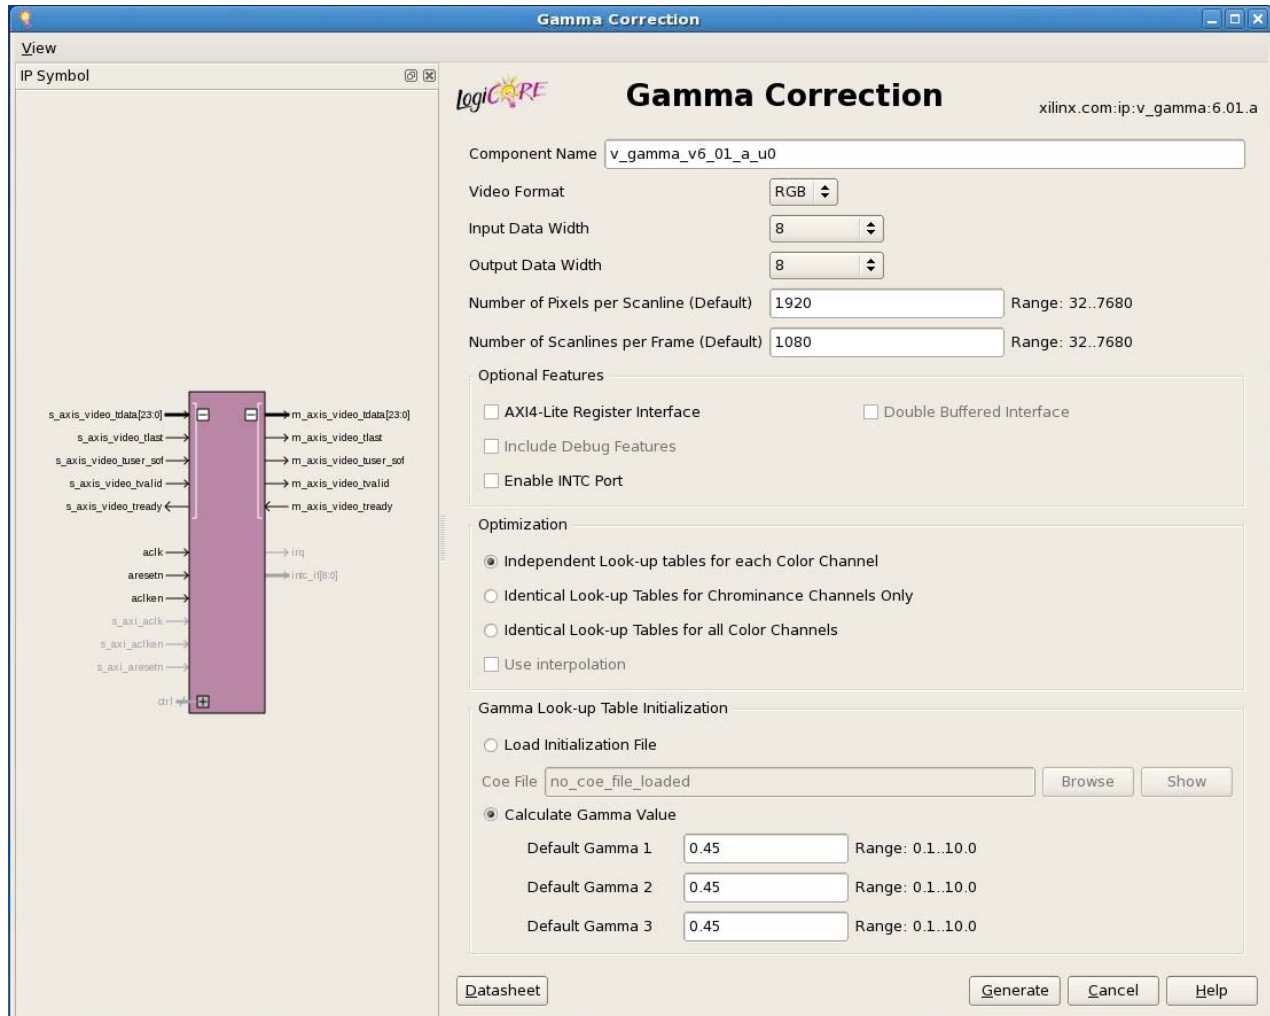 Gamma Correction
View
IP Symbol
s_axis_video_tdata[23:0]
s_axis_video_tlast
s_axis_video_tuser_sof
s_axis_video_tvalid
s_axis_video_tready
aclk
aresetn
aclken
s_axi_aclk
s_axi_aclken
s_axi_aresetn
ctrl
m_axis_video_tdata[23:0]
m_axis_video_tlast
m_axis_video_tuser_sof
m_axis_video_tvalid
m_axis_video_tready
irq
intc_if[8:0]
LogiCORE
Gamma Correction
xilinx.com:ip:v_gamma:6.01.a
Component Name v_gamma_v6_01_a_u0
Video Format RGB
Input Data Width 8
Output Data Width 8
Number of Pixels per Scanline (Default) 1920 Range: 32..7680
Number of Scanlines per Frame (Default) 1080 Range: 32..7680
Optional Features
AXI4-Lite Register Interface Double Buffered Interface
Include Debug Features
Enable INTC Port
Optimization
Independent Look-up tables for each Color Channel
Identical Look-up Tables for Chrominance Channels Only
Identical Look-up Tables for all Color Channels
Use interpolation
Gamma Look-up Table Initialization
Load Initialization File
Coe File no_coe_file_loaded Browse Show
Calculate Gamma Value
Default Gamma 1 0.45 Range: 0.1..10.0
Default Gamma 2 0.45 Range: 0.1..10.0
Default Gamma 3 0.45 Range: 0.1..10.0
Datasheet Generate Cancel Help